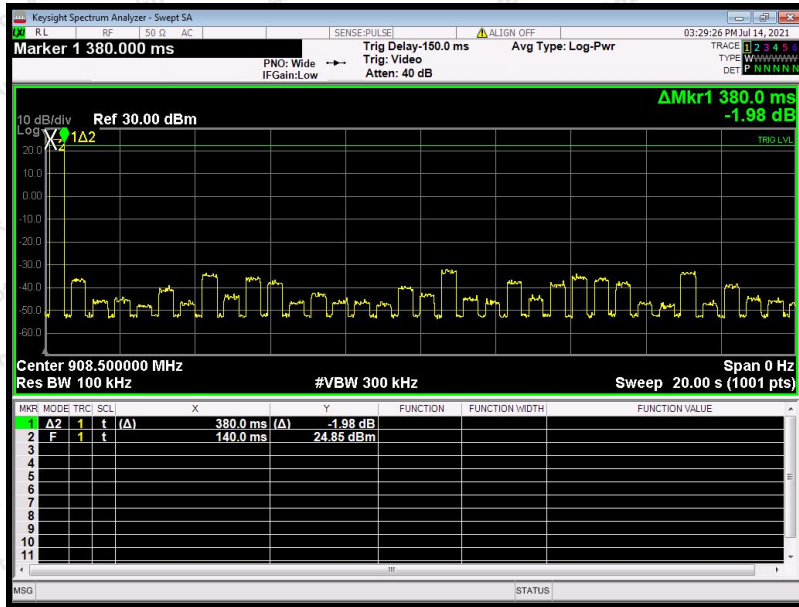 Keysight Spectrum Analyzer - Swept SA
RL RF 50 Ω AC SENSE:PULSE ALIGN OFF 03:29:26 PM Jul 14, 2021
Marker 1 380.000 ms
Trig Delay-150.0 ms Avg Type: Log-Pwr TRACE 1 2 3 4 5 6
PNO: Wide Trig: Video TYPE WWWWWWW
IFGain:Low Atten: 40 dB DET P N N N N N
ΔMkr1 380.0 ms
-1.98 dB
10 dB/div Ref 30.00 dBm
Log
1Δ2
2
TRIG LVL
20.0
10.0
0.00
-10.0
-20.0
-30.0
-40.0
-50.0
-60.0
Center 908.500000 MHz Span 0 Hz
Res BW 100 kHz #VBW 300 kHz Sweep 20.00 s (1001 pts)
MKR MODE TRC SCL X Y FUNCTION FUNCTION WIDTH FUNCTION VALUE
1 Δ2 1 t (Δ) 380.0 ms (Δ) -1.98 dB
2 F 1 t 140.0 ms 24.85 dBm
3
4
5
6
7
8
9
10
11
MSG STATUS